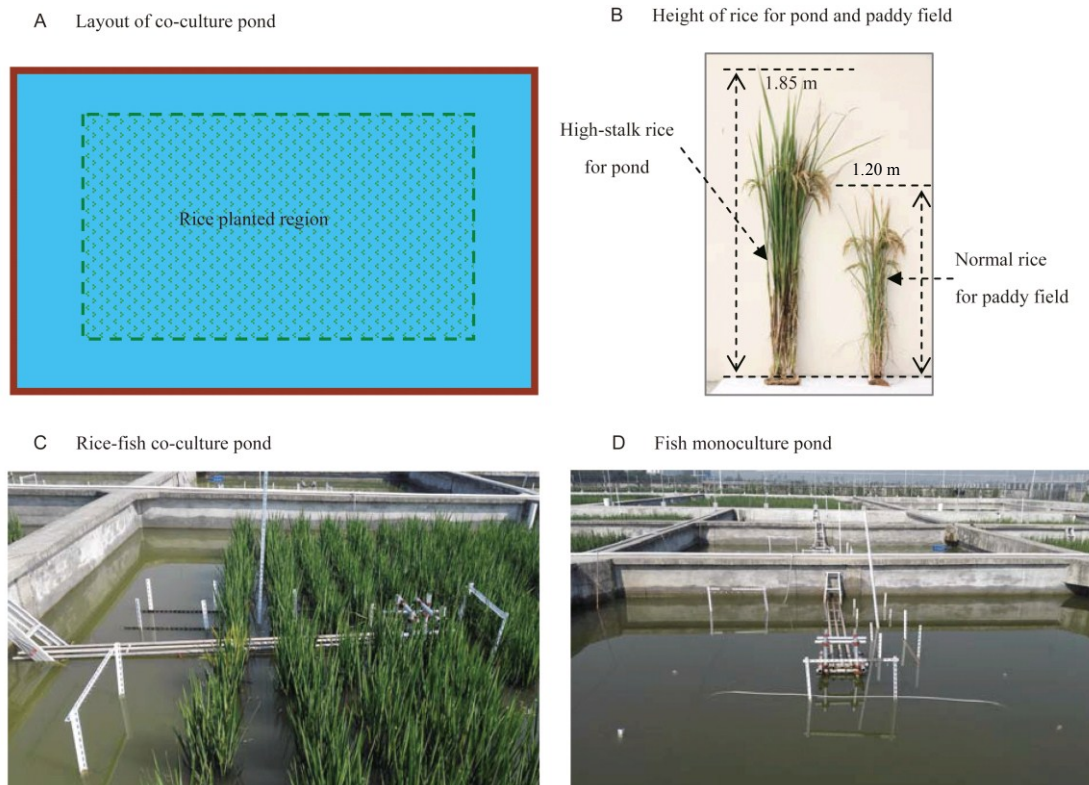 A Layout of co-culture pond
B Height of rice for pond and paddy field
Rice planted region
1.85 m
High-stalk rice
for pond
1.20 m
Normal rice
for paddy field
C Rice-fish co-culture pond
D Fish monoculture pond